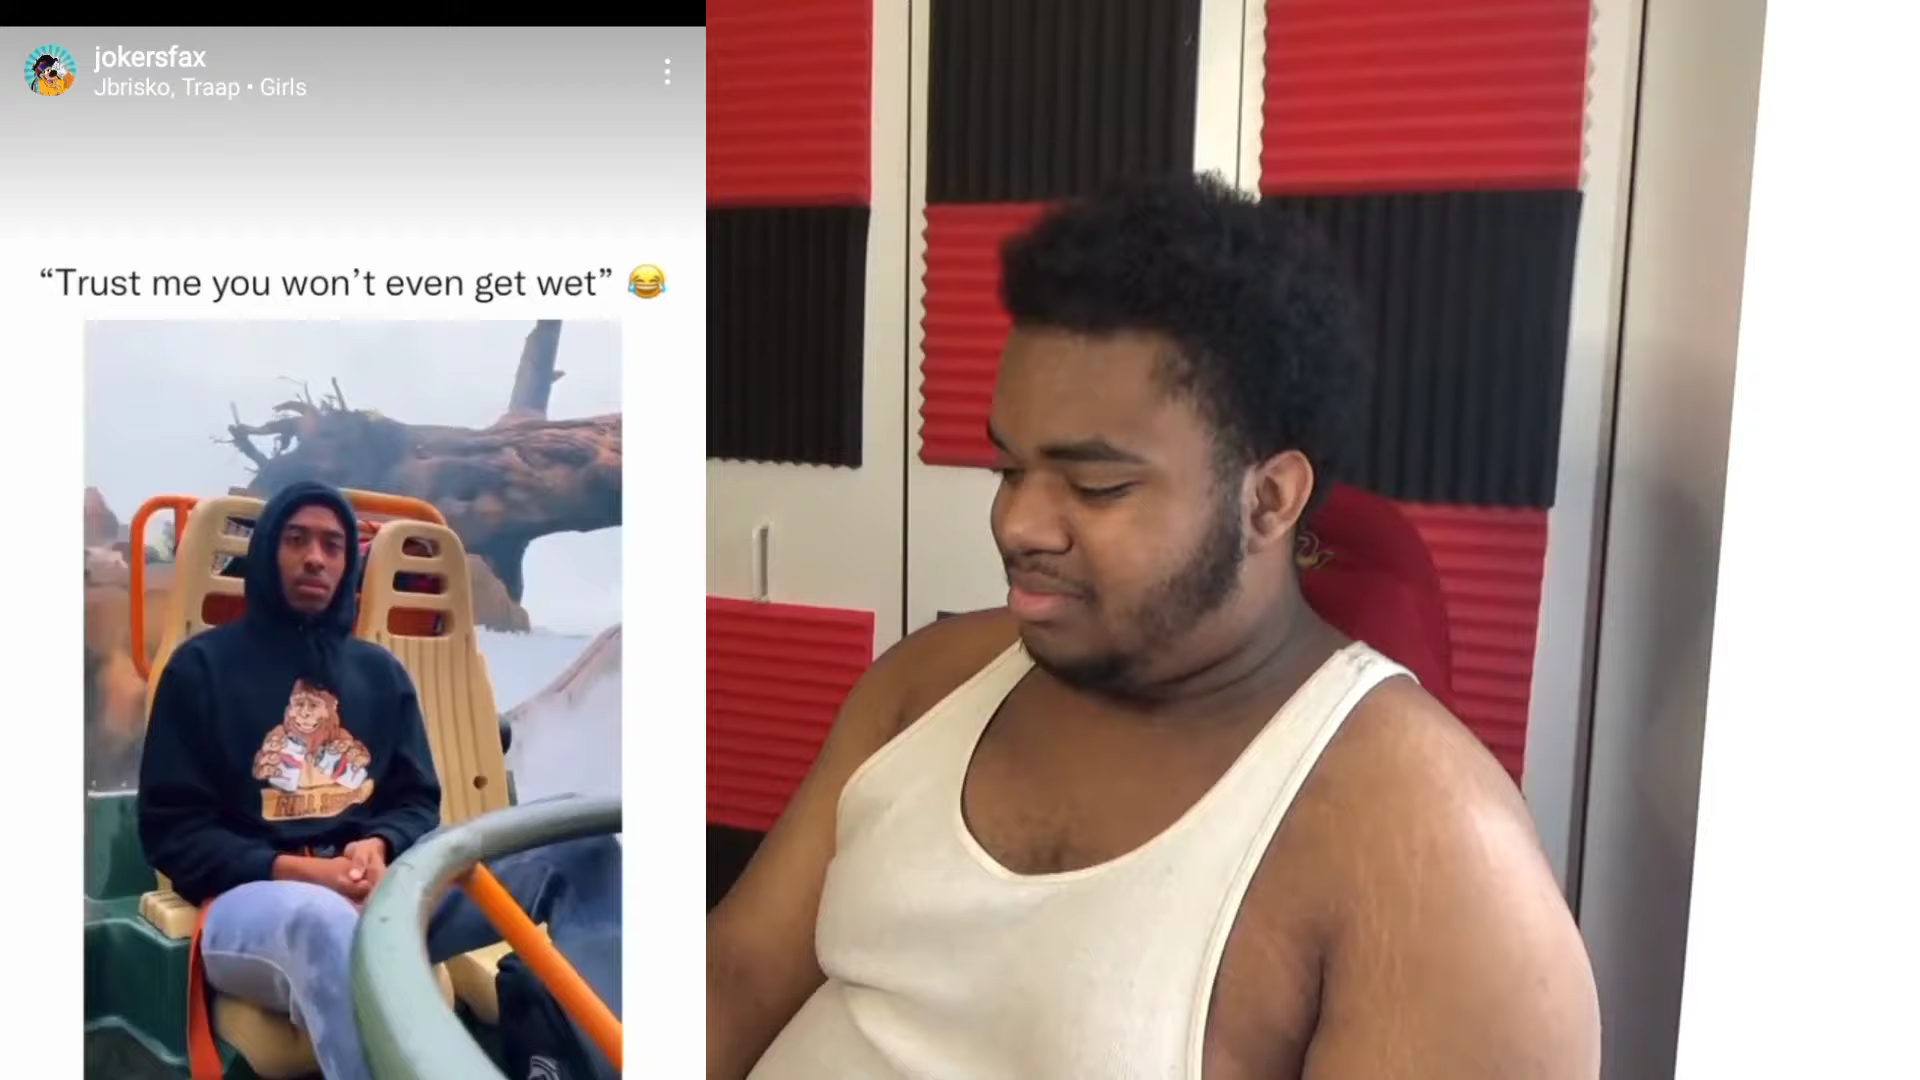 jokersfax
Jbrisko, Traap • Girls
“Trust me you won’t even get wet” 😂